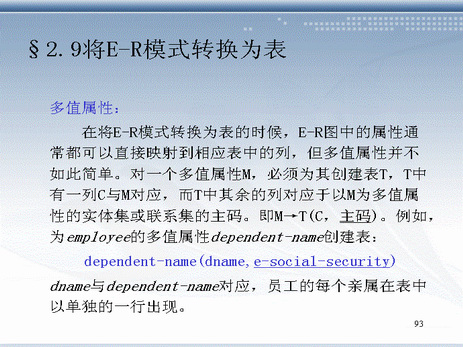 §2.9将E-R模式转换为表
多值属性:
在将E-R模式转换为表的时候，E-R图中的属性通
常都可以直接映射到相应表中的列，但多值属性并不
如此简单。对一个多值属性M，必须为其创建表T，T中
有一列C与M对应，而T中其余的列对应于以M为多值属
性的实体集或联系集的主码。即M→T(C，主码)。例如，
为employee的多值属性dependent-name创建表:
dependent-name(dname,e-social-security)
dname与dependent-name对应，员工的每个亲属在表中
以单独的一行出现。
93